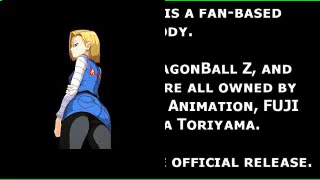 IS A FAN-BASED
ODY.
AGONBALL Z, AND
RE ALL OWNED BY
ANIMATION, FUJI
A TORIYAMA.
OFFICIAL RELEASE.